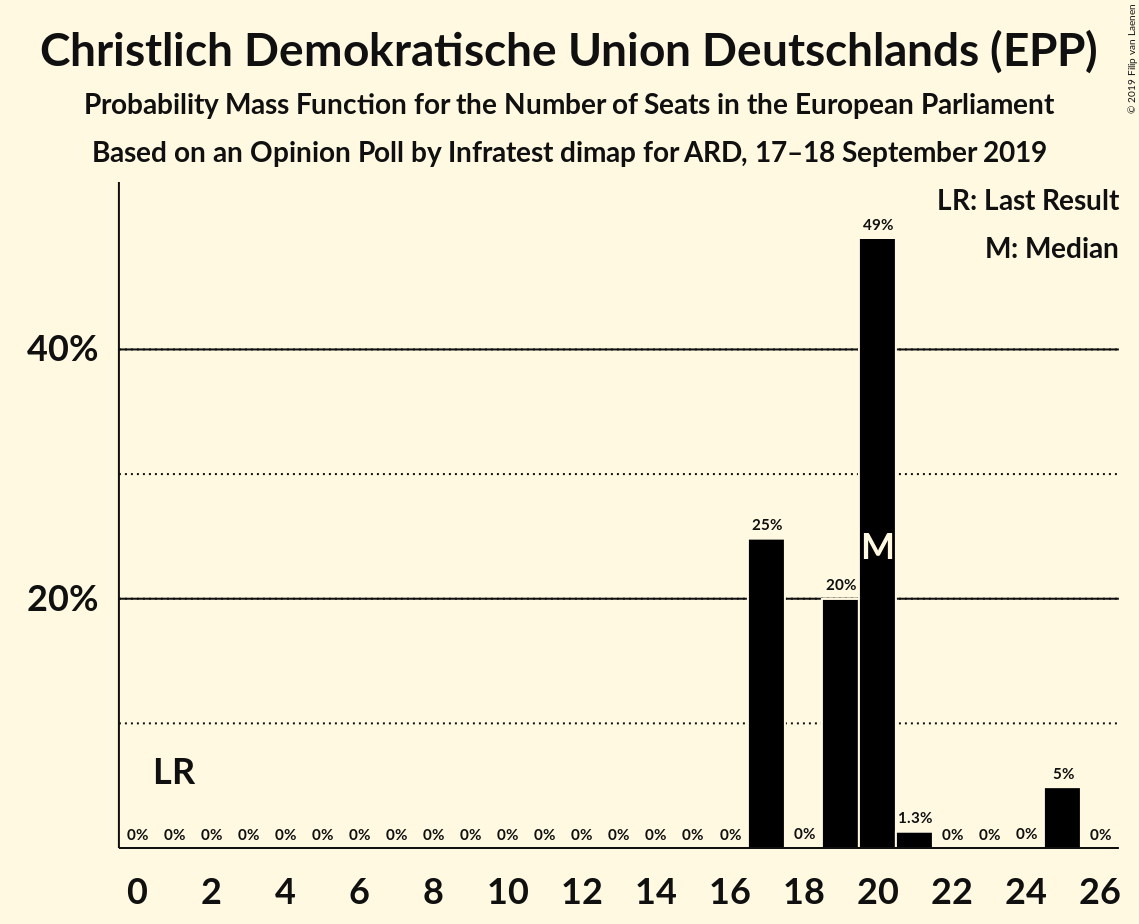 Christlich Demokratische Union Deutschlands (EPP)
Probability Mass Function for the Number of Seats in the European Parliament
Based on an Opinion Poll by Infratest dimap for ARD, 17–18 September 2019
© 2019 Filip van Laenen
LR: Last Result
M: Median
49%
40%
25%
M
20%
20%
LR
5%
1.3%
0% 0% 0% 0% 0% 0% 0% 0% 0% 0% 0% 0% 0% 0% 0% 0% 0% 0% 0% 0% 0% 0%
0 2 4 6 8 10 12 14 16 18 20 22 24 26